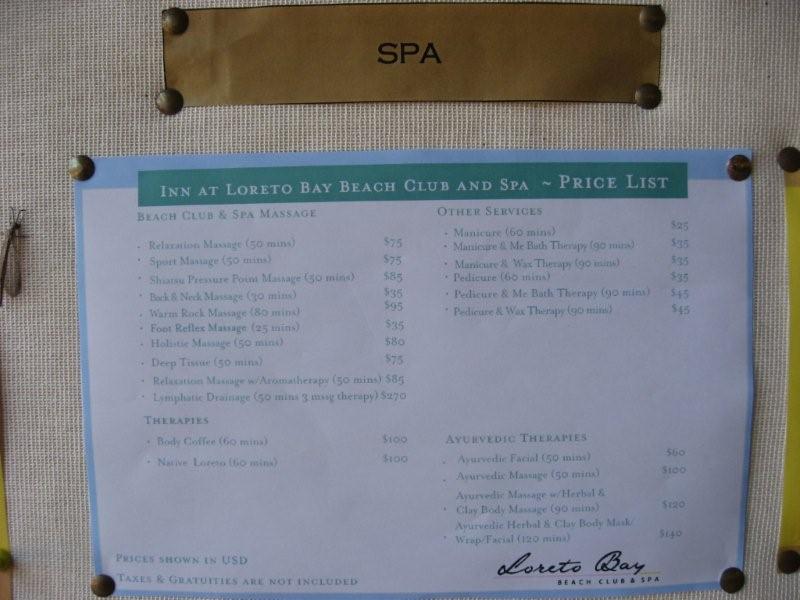 SPA
INN AT LORETO BAY BEACH CLUB AND SPA ~ PRICE LIST
BEACH CLUB & SPA MASSAGE
· Relaxation Massage (50 mins) $75
· Sport Massage (50 mins) $75
· Shiatsu Pressure Point Massage (50 mins) $85
· Back & Neck Massage (30 mins) $35
· Warm Rock Massage (80 mins) $95
· Foot Reflex Massage (25 mins) $35
· Holistic Massage (50 mins) $80
· Deep Tissue (50 mins) $75
· Relaxation Massage w/Aromatherapy (50 mins) $85
· Lymphatic Drainage (50 mins 3 mssg therapy) $270
THERAPIES
· Body Coffee (60 mins) $100
· Native Loreto (60 mins) $100
OTHER SERVICES
· Manicure (60 mins) $25
· Manicure & Me Bath Therapy (90 mins) $35
· Manicure & Wax Therapy (90 mins) $35
· Pedicure (60 mins) $35
· Pedicure & Me Bath Therapy (90 mins) $45
· Pedicure & Wax Therapy (90 mins) $45
AYURVEDIC THERAPIES
· Ayurvedic Facial (50 mins) $60
· Ayurvedic Massage (50 mins) $100
Ayurvedic Massage w/Herbal &
· Clay Body Massage (90 mins) $120
Ayurvedic Herbal & Clay Body Mask/
· Wrap/Facial (120 mins) $140
PRICES SHOWN IN USD
TAXES & GRATUITIES ARE NOT INCLUDED
Loreto Bay
BEACH CLUB & SPA